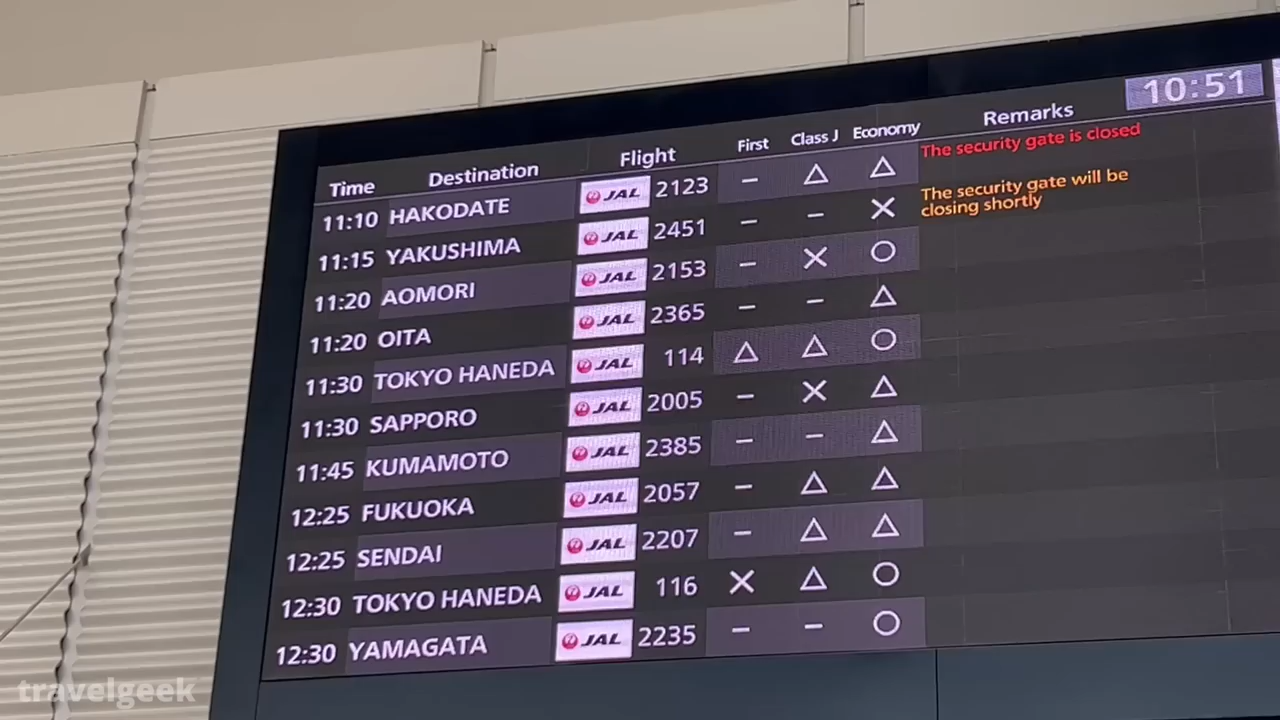 10:51
Time Destination Flight First Class J Economy Remarks
11:10 HAKODATE JAL 2123 – △ △ The security gate is closed
11:15 YAKUSHIMA JAL 2451 – – × The security gate will be
closing shortly
11:20 AOMORI JAL 2153 – × ○
11:20 OITA JAL 2365 – – △
11:30 TOKYO HANEDA JAL 114 △ △ ○
11:30 SAPPORO JAL 2005 – × △
11:45 KUMAMOTO JAL 2385 – – △
12:25 FUKUOKA JAL 2057 – △ △
12:25 SENDAI JAL 2207 – △ △
12:30 TOKYO HANEDA JAL 116 × △ ○
12:30 YAMAGATA JAL 2235 – – ○
travelgeek